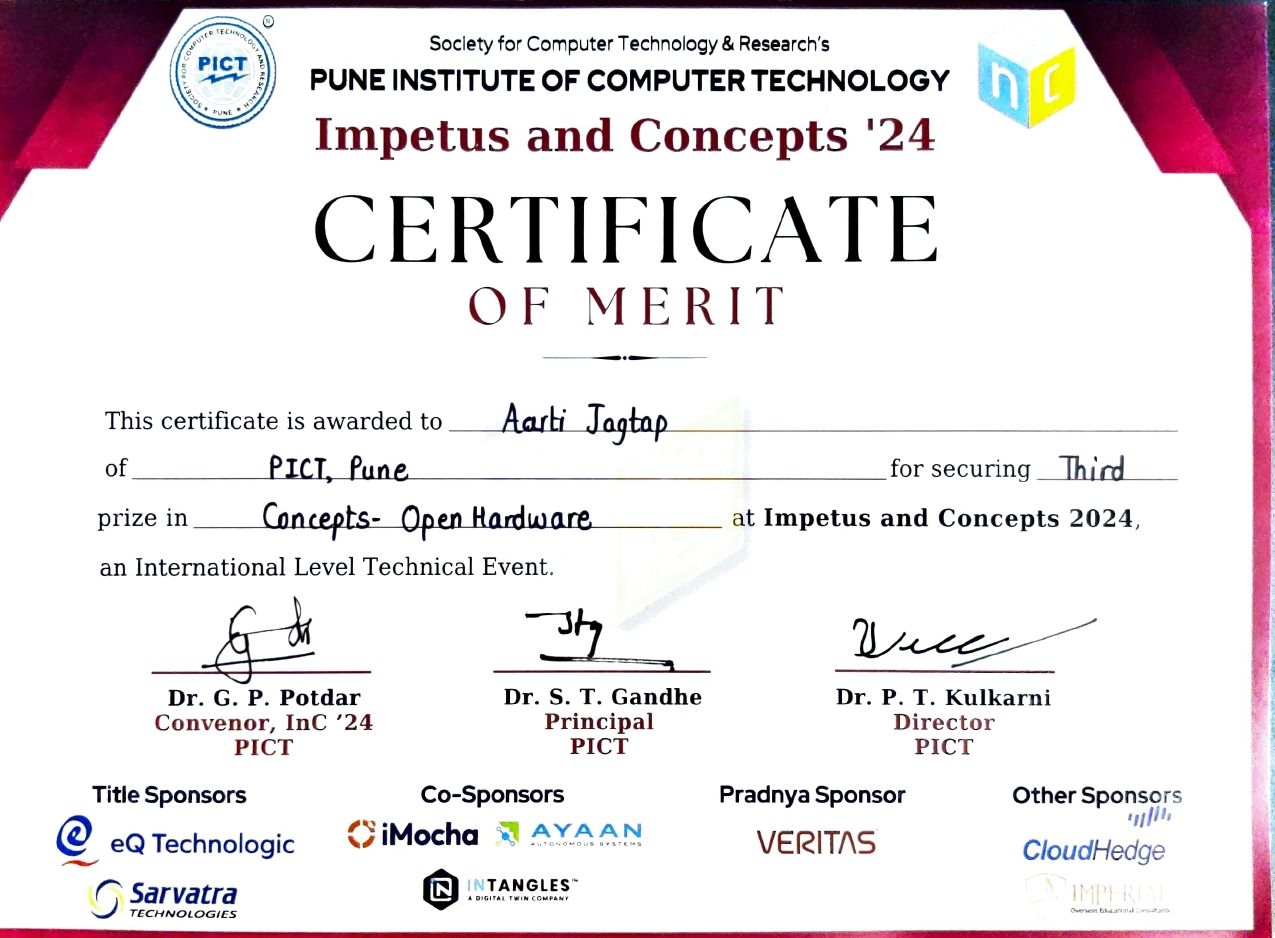 SOCIETY FOR COMPUTER TECHNOLOGY AND RESEARCH
PICT
* PUNE *
nc
Society for Computer Technology & Research's
PUNE INSTITUTE OF COMPUTER TECHNOLOGY
Impetus and Concepts '24
CERTIFICATE
OF MERIT
This certificate is awarded to Aarti Jagtap
of PICT, Pune for securing Third
prize in Concepts- Open Hardware at Impetus and Concepts 2024,
an International Level Technical Event.
Dr. G. P. Potdar Dr. S. T. Gandhe Dr. P. T. Kulkarni
Convenor, InC ’24 Principal Director
PICT PICT PICT
Title Sponsors Co-Sponsors Pradnya Sponsor Other Sponsors
eQ Technologic iMocha AYAAN VERITAS CloudHedge
AUTONOMOUS SYSTEMS
Sarvatra INTANGLES™ IMPERIAL
TECHNOLOGIES A DIGITAL TWIN COMPANY Overseas Educational Consultants